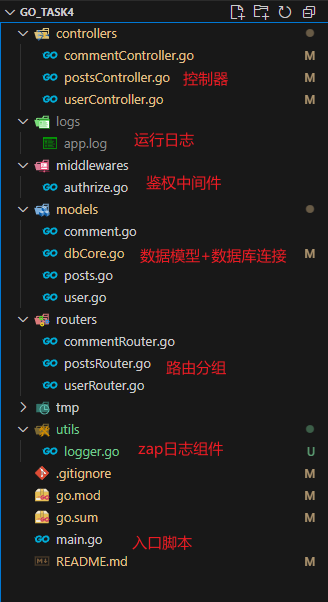 GO_TASK4
controllers
commentController.go M
postsController.go 控制器 M
userController.go M
logs
app.log 运行日志
middlewares
authrize.go 鉴权中间件 M
models
comment.go
dbCore.go 数据模型+数据库连接 M
posts.go
user.go
routers
commentRouter.go
postsRouter.go 路由分组
userRouter.go
tmp
utils
logger.go zap日志组件 U
.gitignore M
go.mod M
go.sum M
main.go 入口脚本
README.md M